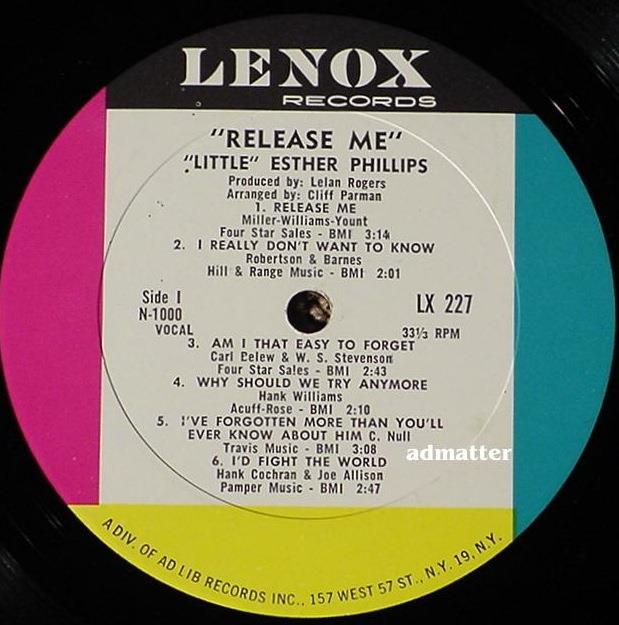 LENOX
RECORDS
"RELEASE ME"
"LITTLE" ESTHER PHILLIPS
Produced by: Lelan Rogers
Arranged by: Cliff Parman
1. RELEASE ME
Miller-Williams-Yount
Four Star Sales - BMI 3:14
2. I REALLY DON'T WANT TO KNOW
Robertson & Barnes
Hill & Range Music - BMI 2:01
Side I
N-1000
VOCAL
LX 227
33⅓ RPM
3. AM I THAT EASY TO FORGET
Carl Belew & W. S. Stevenson
Four Star Sales - BMI 2:43
4. WHY SHOULD WE TRY ANYMORE
Hank Williams
Acuff-Rose - BMI 2:10
5. I'VE FORGOTTEN MORE THAN YOU'LL
EVER KNOW ABOUT HIM C. Null
Travis Music - BMI 3:08
6. I'D FIGHT THE WORLD
Hank Cochran & Joe Allison
Pamper Music - BMI 2:47
admatter
A DIV. OF AD LIB RECORDS INC., 157 WEST 57 ST., N.Y. 19, N.Y.